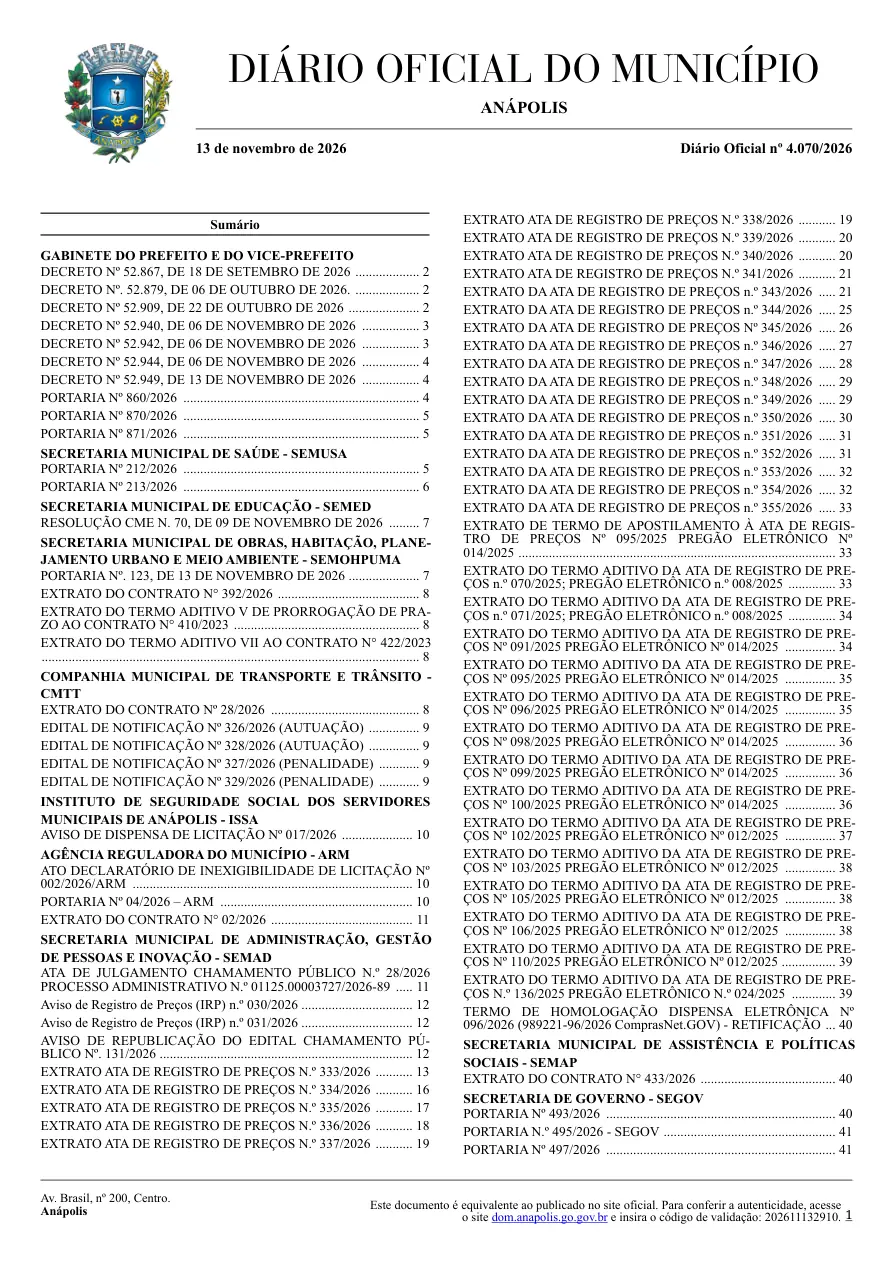 DIÁRIO OFICIAL DO MUNICÍPIO
ANÁPOLIS
ANÁPOLIS
13 de novembro de 2026
Diário Oficial nº 4.070/2026
Sumário
GABINETE DO PREFEITO E DO VICE-PREFEITO
DECRETO Nº 52.867, DE 18 DE SETEMBRO DE 2026 ................... 2
DECRETO Nº. 52.879, DE 06 DE OUTUBRO DE 2026. ................... 2
DECRETO Nº 52.909, DE 22 DE OUTUBRO DE 2026 ..................... 2
DECRETO Nº 52.940, DE 06 DE NOVEMBRO DE 2026 ................. 3
DECRETO Nº 52.942, DE 06 DE NOVEMBRO DE 2026 ................. 3
DECRETO Nº 52.944, DE 06 DE NOVEMBRO DE 2026 ................. 4
DECRETO Nº 52.949, DE 13 DE NOVEMBRO DE 2026 ................. 4
PORTARIA Nº 860/2026 ....................................................................... 4
PORTARIA Nº 870/2026 ....................................................................... 5
PORTARIA Nº 871/2026 ....................................................................... 5
SECRETARIA MUNICIPAL DE SAÚDE - SEMUSA
PORTARIA Nº 212/2026 ....................................................................... 5
PORTARIA Nº 213/2026 ....................................................................... 6
SECRETARIA MUNICIPAL DE EDUCAÇÃO - SEMED
RESOLUÇÃO CME N. 70, DE 09 DE NOVEMBRO DE 2026 ......... 7
SECRETARIA MUNICIPAL DE OBRAS, HABITAÇÃO, PLANE-
JAMENTO URBANO E MEIO AMBIENTE - SEMOHPUMA
PORTARIA Nº. 123, DE 13 DE NOVEMBRO DE 2026 ..................... 7
EXTRATO DO CONTRATO N° 392/2026 ........................................... 8
EXTRATO DO TERMO ADITIVO V DE PRORROGAÇÃO DE PRA-
ZO AO CONTRATO N° 410/2023 ........................................................ 8
EXTRATO DO TERMO ADITIVO VII AO CONTRATO N° 422/2023
................................................................................................................. 8
COMPANHIA MUNICIPAL DE TRANSPORTE E TRÂNSITO -
CMTT
EXTRATO DO CONTRATO Nº 28/2026 ............................................. 8
EDITAL DE NOTIFICAÇÃO Nº 326/2026 (AUTUAÇÃO) ............... 9
EDITAL DE NOTIFICAÇÃO Nº 328/2026 (AUTUAÇÃO) ............... 9
EDITAL DE NOTIFICAÇÃO Nº 327/2026 (PENALIDADE) ............ 9
EDITAL DE NOTIFICAÇÃO Nº 329/2026 (PENALIDADE) ............ 9
INSTITUTO DE SEGURIDADE SOCIAL DOS SERVIDORES
MUNICIPAIS DE ANÁPOLIS - ISSA
AVISO DE DISPENSA DE LICITAÇÃO Nº 017/2026 ..................... 10
AGÊNCIA REGULADORA DO MUNICÍPIO - ARM
ATO DECLARATÓRIO DE INEXIGIBILIDADE DE LICITAÇÃO Nº
002/2026/ARM .................................................................................... 10
PORTARIA Nº 04/2026 – ARM .......................................................... 10
EXTRATO DO CONTRATO N° 02/2026 ........................................... 11
SECRETARIA MUNICIPAL DE ADMINISTRAÇÃO, GESTÃO
DE PESSOAS E INOVAÇÃO - SEMAD
ATA DE JULGAMENTO CHAMAMENTO PÚBLICO N.º 28/2026
PROCESSO ADMINISTRATIVO N.º 01125.00003727/2026-89 ..... 11
Aviso de Registro de Preços (IRP) n.º 030/2026 .................................. 12
Aviso de Registro de Preços (IRP) n.º 031/2026 .................................. 12
AVISO DE REPUBLICAÇÃO DO EDITAL CHAMAMENTO PÚ-
BLICO Nº. 131/2026 ............................................................................ 12
EXTRATO ATA DE REGISTRO DE PREÇOS N.º 333/2026 ........... 13
EXTRATO ATA DE REGISTRO DE PREÇOS N.º 334/2026 ........... 16
EXTRATO ATA DE REGISTRO DE PREÇOS N.º 335/2026 ........... 17
EXTRATO ATA DE REGISTRO DE PREÇOS N.º 336/2026 ........... 18
EXTRATO ATA DE REGISTRO DE PREÇOS N.º 337/2026 ........... 19
EXTRATO ATA DE REGISTRO DE PREÇOS N.º 338/2026 ........... 19
EXTRATO ATA DE REGISTRO DE PREÇOS N.º 339/2026 ........... 20
EXTRATO ATA DE REGISTRO DE PREÇOS N.º 340/2026 ........... 20
EXTRATO ATA DE REGISTRO DE PREÇOS N.º 341/2026 ........... 21
EXTRATO DA ATA DE REGISTRO DE PREÇOS n.º 343/2026 ..... 21
EXTRATO DA ATA DE REGISTRO DE PREÇOS n.º 344/2026 ..... 25
EXTRATO DA ATA DE REGISTRO DE PREÇOS Nº 345/2026 ..... 26
EXTRATO DA ATA DE REGISTRO DE PREÇOS n.º 346/2026 ..... 27
EXTRATO DA ATA DE REGISTRO DE PREÇOS n.º 347/2026 ..... 28
EXTRATO DA ATA DE REGISTRO DE PREÇOS n.º 348/2026 ..... 29
EXTRATO DA ATA DE REGISTRO DE PREÇOS n.º 349/2026 ..... 29
EXTRATO DA ATA DE REGISTRO DE PREÇOS n.º 350/2026 ..... 30
EXTRATO DA ATA DE REGISTRO DE PREÇOS n.º 351/2026 ..... 31
EXTRATO DA ATA DE REGISTRO DE PREÇOS n.º 352/2026 ..... 31
EXTRATO DA ATA DE REGISTRO DE PREÇOS n.º 353/2026 ..... 32
EXTRATO DA ATA DE REGISTRO DE PREÇOS n.º 354/2026 ..... 32
EXTRATO DA ATA DE REGISTRO DE PREÇOS n.º 355/2026 ..... 33
EXTRATO DE TERMO DE APOSTILAMENTO À ATA DE REGIS-
TRO DE PREÇOS Nº 095/2025 PREGÃO ELETRÔNICO Nº
014/2025 ............................................................................................... 33
EXTRATO DO TERMO ADITIVO DA ATA DE REGISTRO DE PRE-
ÇOS n.º 070/2025; PREGÃO ELETRÔNICO n.º 008/2025 .............. 33
EXTRATO DO TERMO ADITIVO DA ATA DE REGISTRO DE PRE-
ÇOS n.º 071/2025; PREGÃO ELETRÔNICO n.º 008/2025 .............. 34
EXTRATO DO TERMO ADITIVO DA ATA DE REGISTRO DE PRE-
ÇOS Nº 091/2025 PREGÃO ELETRÔNICO Nº 014/2025 ............... 34
EXTRATO DO TERMO ADITIVO DA ATA DE REGISTRO DE PRE-
ÇOS Nº 095/2025 PREGÃO ELETRÔNICO Nº 014/2025 ............... 35
EXTRATO DO TERMO ADITIVO DA ATA DE REGISTRO DE PRE-
ÇOS Nº 096/2025 PREGÃO ELETRÔNICO Nº 014/2025 ............... 35
EXTRATO DO TERMO ADITIVO DA ATA DE REGISTRO DE PRE-
ÇOS Nº 098/2025 PREGÃO ELETRÔNICO Nº 014/2025 ............... 36
EXTRATO DO TERMO ADITIVO DA ATA DE REGISTRO DE PRE-
ÇOS Nº 099/2025 PREGÃO ELETRÔNICO Nº 014/2025 ............... 36
EXTRATO DO TERMO ADITIVO DA ATA DE REGISTRO DE PRE-
ÇOS Nº 100/2025 PREGÃO ELETRÔNICO Nº 014/2025 ............... 36
EXTRATO DO TERMO ADITIVO DA ATA DE REGISTRO DE PRE-
ÇOS Nº 102/2025 PREGÃO ELETRÔNICO Nº 012/2025 ............... 37
EXTRATO DO TERMO ADITIVO DA ATA DE REGISTRO DE PRE-
ÇOS Nº 103/2025 PREGÃO ELETRÔNICO Nº 012/2025 ............... 38
EXTRATO DO TERMO ADITIVO DA ATA DE REGISTRO DE PRE-
ÇOS Nº 105/2025 PREGÃO ELETRÔNICO Nº 012/2025 ............... 38
EXTRATO DO TERMO ADITIVO DA ATA DE REGISTRO DE PRE-
ÇOS Nº 106/2025 PREGÃO ELETRÔNICO Nº 012/2025 ............... 38
EXTRATO DO TERMO ADITIVO DA ATA DE REGISTRO DE PRE-
ÇOS Nº 110/2025 PREGÃO ELETRÔNICO Nº 012/2025 ................ 39
EXTRATO DO TERMO ADITIVO DA ATA DE REGISTRO DE PRE-
ÇOS N.º 136/2025 PREGÃO ELETRÔNICO N.º 024/2025 ............. 39
TERMO DE HOMOLOGAÇÃO DISPENSA ELETRÔNICA Nº
096/2026 (989221-96/2026 ComprasNet.GOV) - RETIFICAÇÃO ... 40
SECRETARIA MUNICIPAL DE ASSISTÊNCIA E POLÍTICAS
SOCIAIS - SEMAP
EXTRATO DO CONTRATO N° 433/2026 ......................................... 40
SECRETARIA DE GOVERNO - SEGOV
PORTARIA Nº 493/2026 ..................................................................... 40
PORTARIA N.º 495/2026 - SEGOV .................................................... 41
PORTARIA Nº 497/2026 ..................................................................... 41
Av. Brasil, nº 200, Centro.
Anápolis
Este documento é equivalente ao publicado no site oficial. Para conferir a autenticidade, acesse
o site dom.anapolis.go.gov.br e insira o código de validação: 202611132910. 1